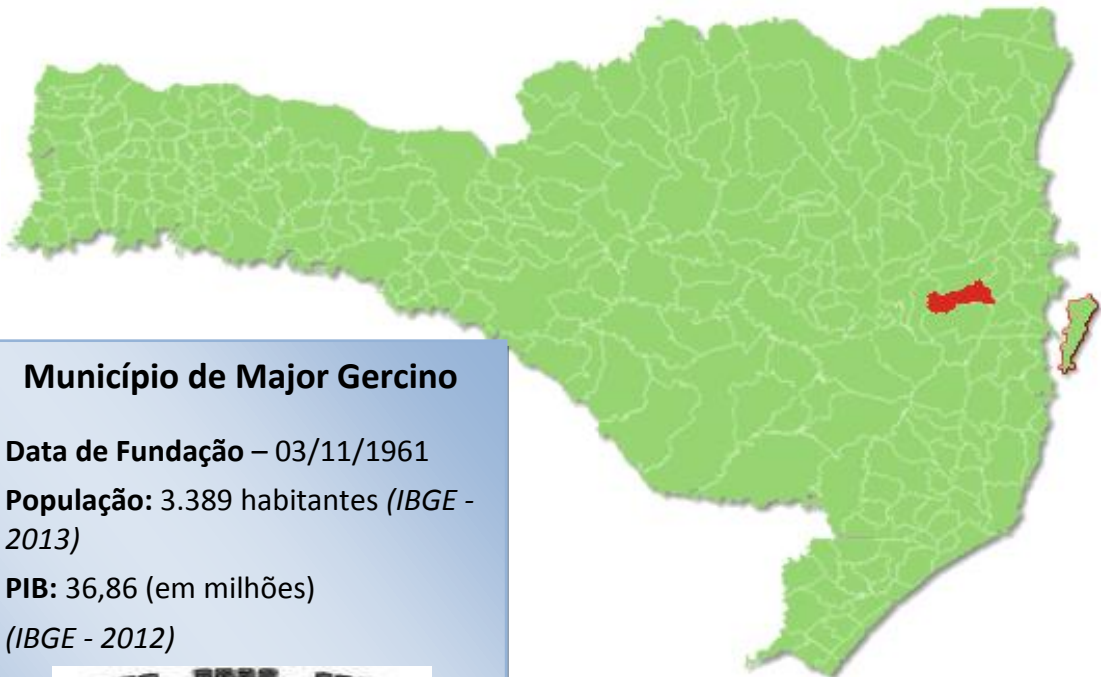 Município de Major Gercino
Data de Fundação – 03/11/1961
População: 3.389 habitantes (IBGE -
2013)
PIB: 36,86 (em milhões)
(IBGE - 2012)